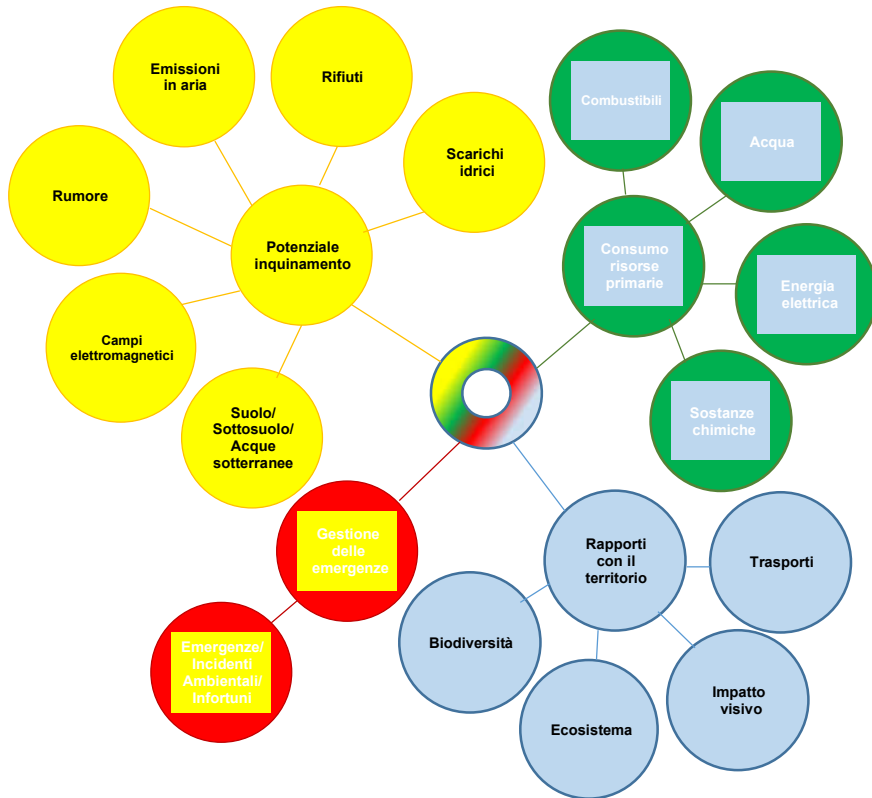 Emissioni
in aria
Rifiuti
Scarichi
idrici
Rumore
Potenziale
inquinamento
Campi
elettromagnetici
Suolo/
Sottosuolo/
Acque
sotterranee
Combustibili
Acqua
Consumo
risorse
primarie
Energia
elettrica
Sostanze
chimiche
Gestione
delle
emergenze
Emergenze/
Incidenti
Ambientali/
Infortuni
Rapporti
con il
territorio
Trasporti
Biodiversità
Impatto
visivo
Ecosistema